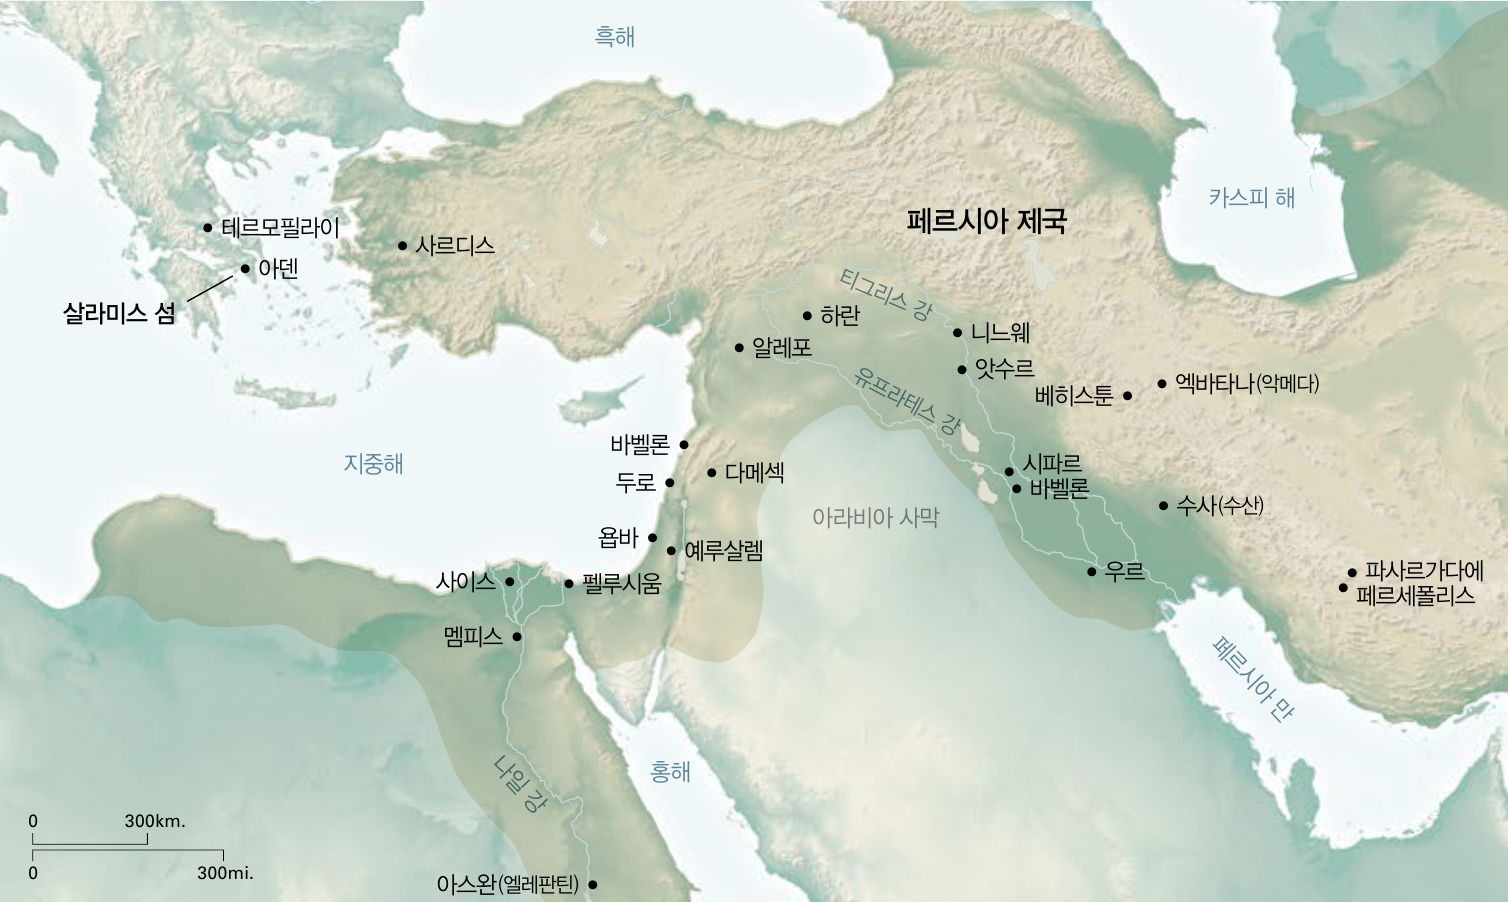 흑해
카스피 해
페르시아 제국
테르모필라이
사르디스
아덴
살라미스 섬
티그리스 강
하란
니느웨
알레포
앗수르
유프라테스 강
엑바타나(악메다)
베히스툰
바벨론
지중해
시파르
다메섹
두로
바벨론
수사(수산)
아라비아 사막
욥바
예루살렘
우르
파사르가다에
사이스
펠루시움
페르세폴리스
멤피스
페르시아 만
홍해
나일 강
0 300km.
0 300mi.
아스완(엘레판틴)